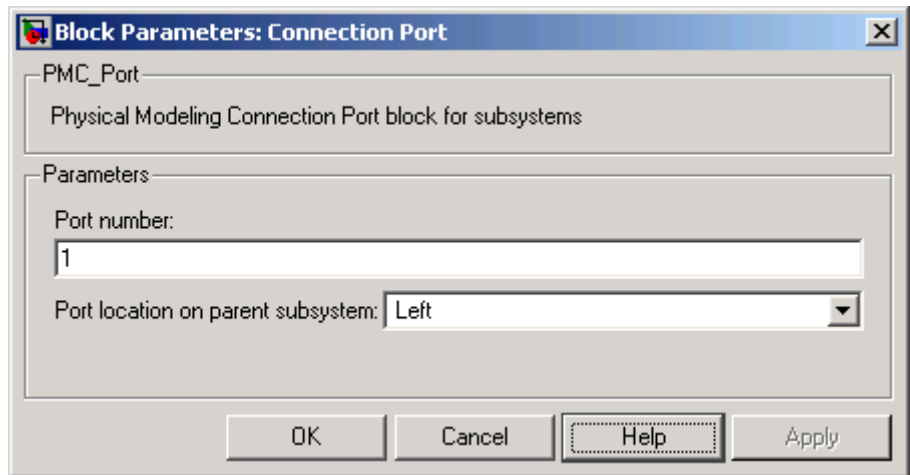 Block Parameters: Connection Port
PMC_Port
Physical Modeling Connection Port block for subsystems
Parameters
Port number:
1
Port location on parent subsystem: Left
OK Cancel Help Apply